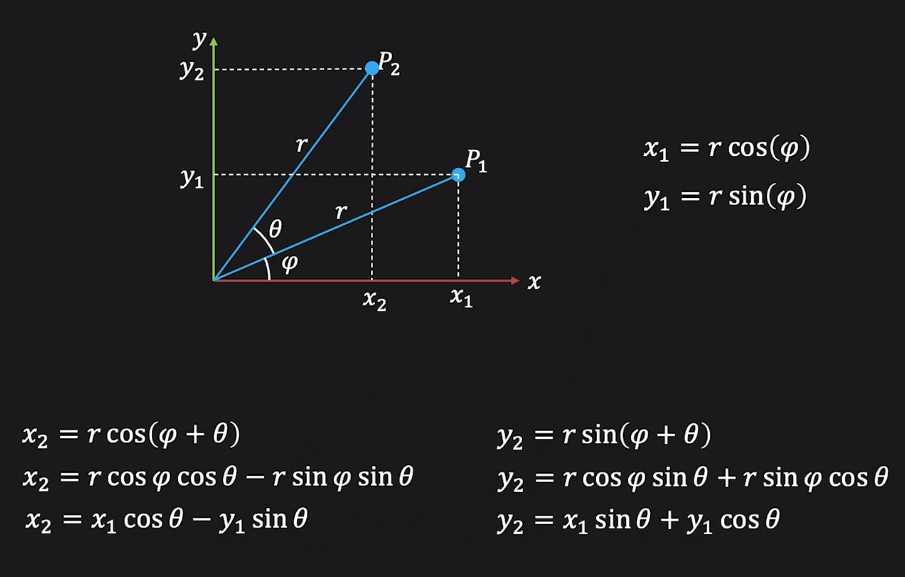 y
y₂
P₂
r
x₁ = r cos(φ)
P₁
y₁
y₁ = r sin(φ)
r
θ
φ
x
x₂
x₁
x₂ = r cos(φ + θ)
y₂ = r sin(φ + θ)
x₂ = r cos φ cos θ − r sin φ sin θ
y₂ = r cos φ sin θ + r sin φ cos θ
x₂ = x₁ cos θ − y₁ sin θ
y₂ = x₁ sin θ + y₁ cos θ